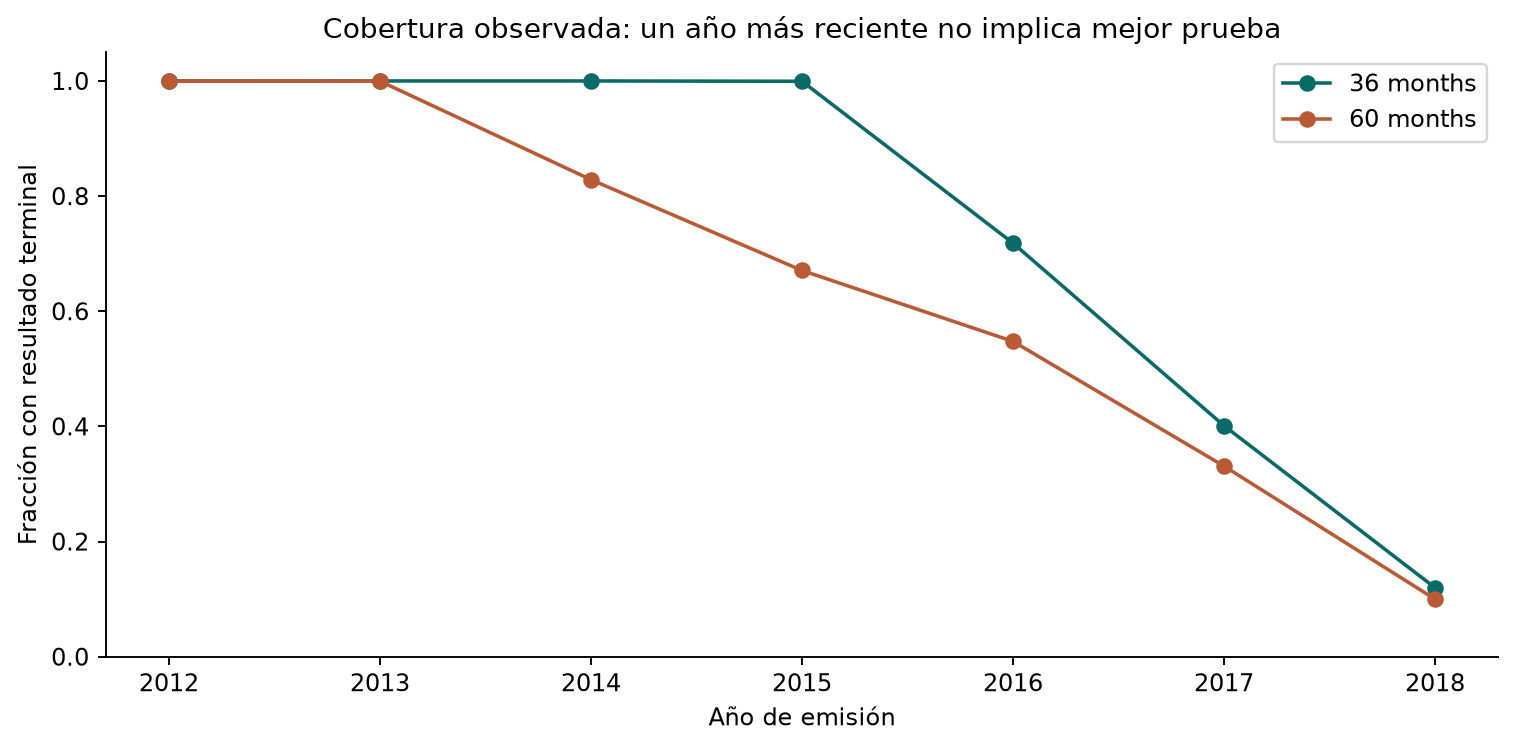 Cobertura observada: un año más reciente no implica mejor prueba
36 months
60 months
Fracción con resultado terminal
1.0
0.8
0.6
0.4
0.2
0.0
2012 2013 2014 2015 2016 2017 2018
Año de emisión